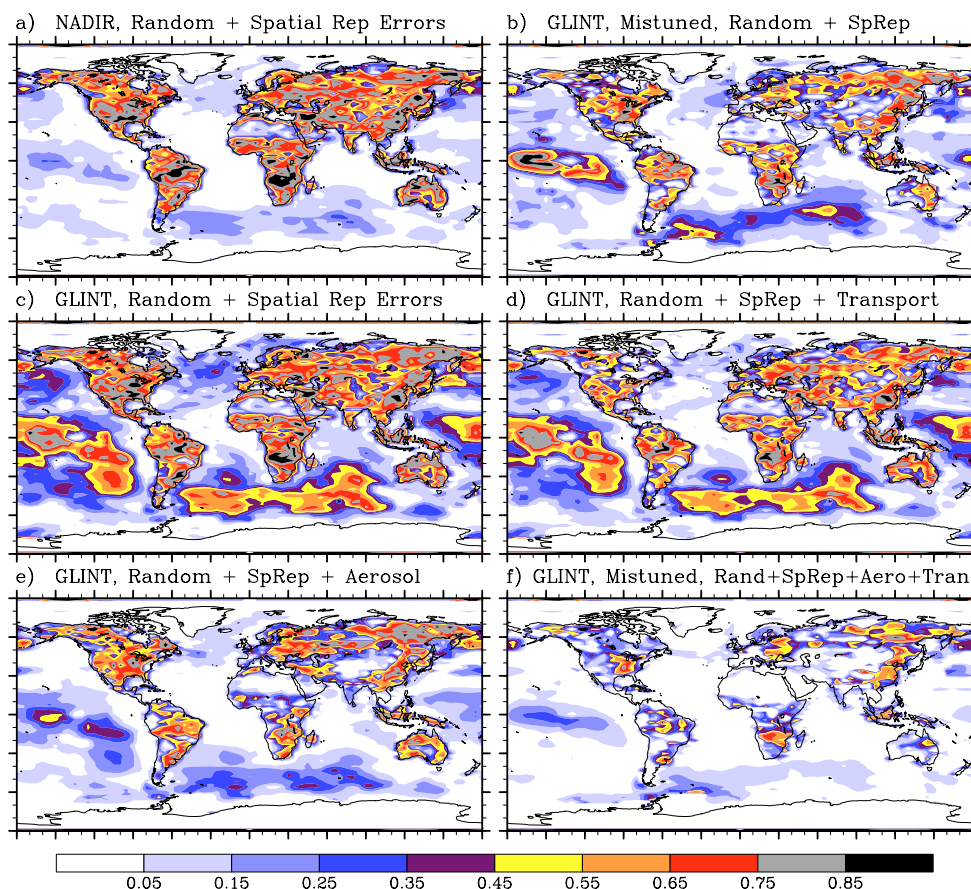 a) NADIR, Random + Spatial Rep Errors
b) GLINT, Mistuned, Random + SpRep
c) GLINT, Random + Spatial Rep Errors
d) GLINT, Random + SpRep + Transport
e) GLINT, Random + SpRep + Aerosol
f) GLINT, Mistuned, Rand+SpRep+Aero+Tran
0.05 0.15 0.25 0.35 0.45 0.55 0.65 0.75 0.85